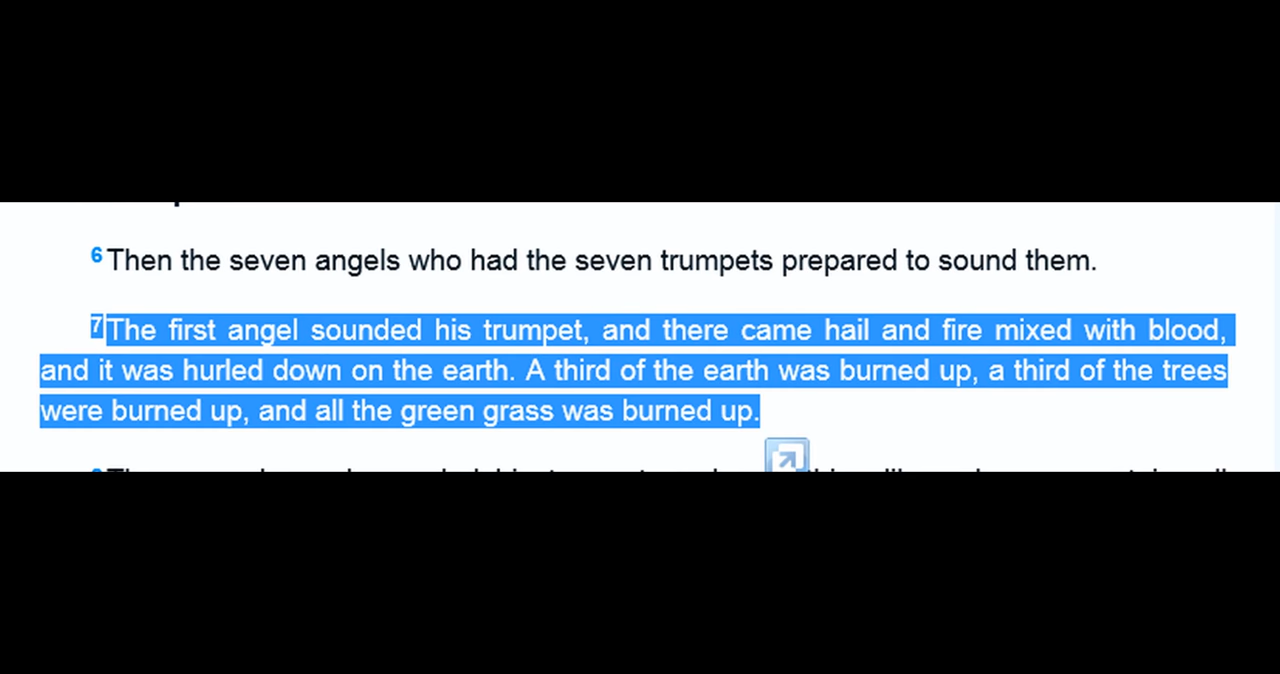 6 Then the seven angels who had the seven trumpets prepared to sound them.
7 The first angel sounded his trumpet, and there came hail and fire mixed with blood,
and it was hurled down on the earth. A third of the earth was burned up, a third of the trees
were burned up, and all the green grass was burned up.